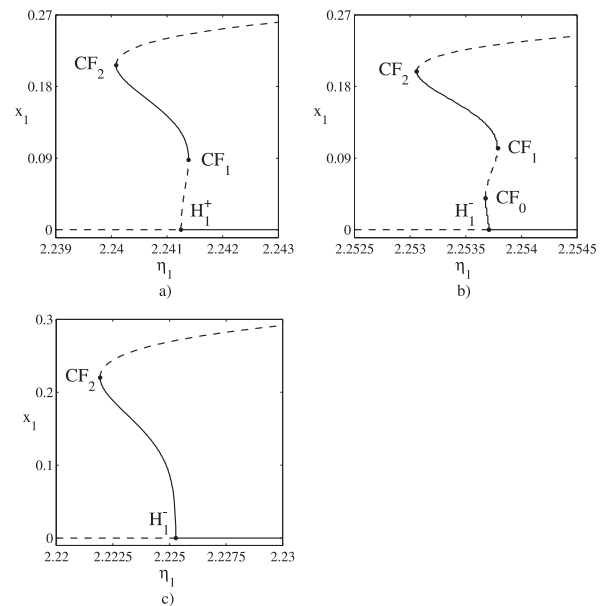 0.27
0.18
x1
0.09
0
CF2
CF1
H1+
2.239 2.24 2.241 2.242 2.243
η1
a)
0.27
0.18
x1
0.09
0
CF2
CF1
CF0
H1-
2.2525 2.253 2.2535 2.254 2.2545
η1
b)
0.3
0.2
x1
0.1
0
CF2
H1-
2.22 2.2225 2.225 2.2275 2.23
η1
c)